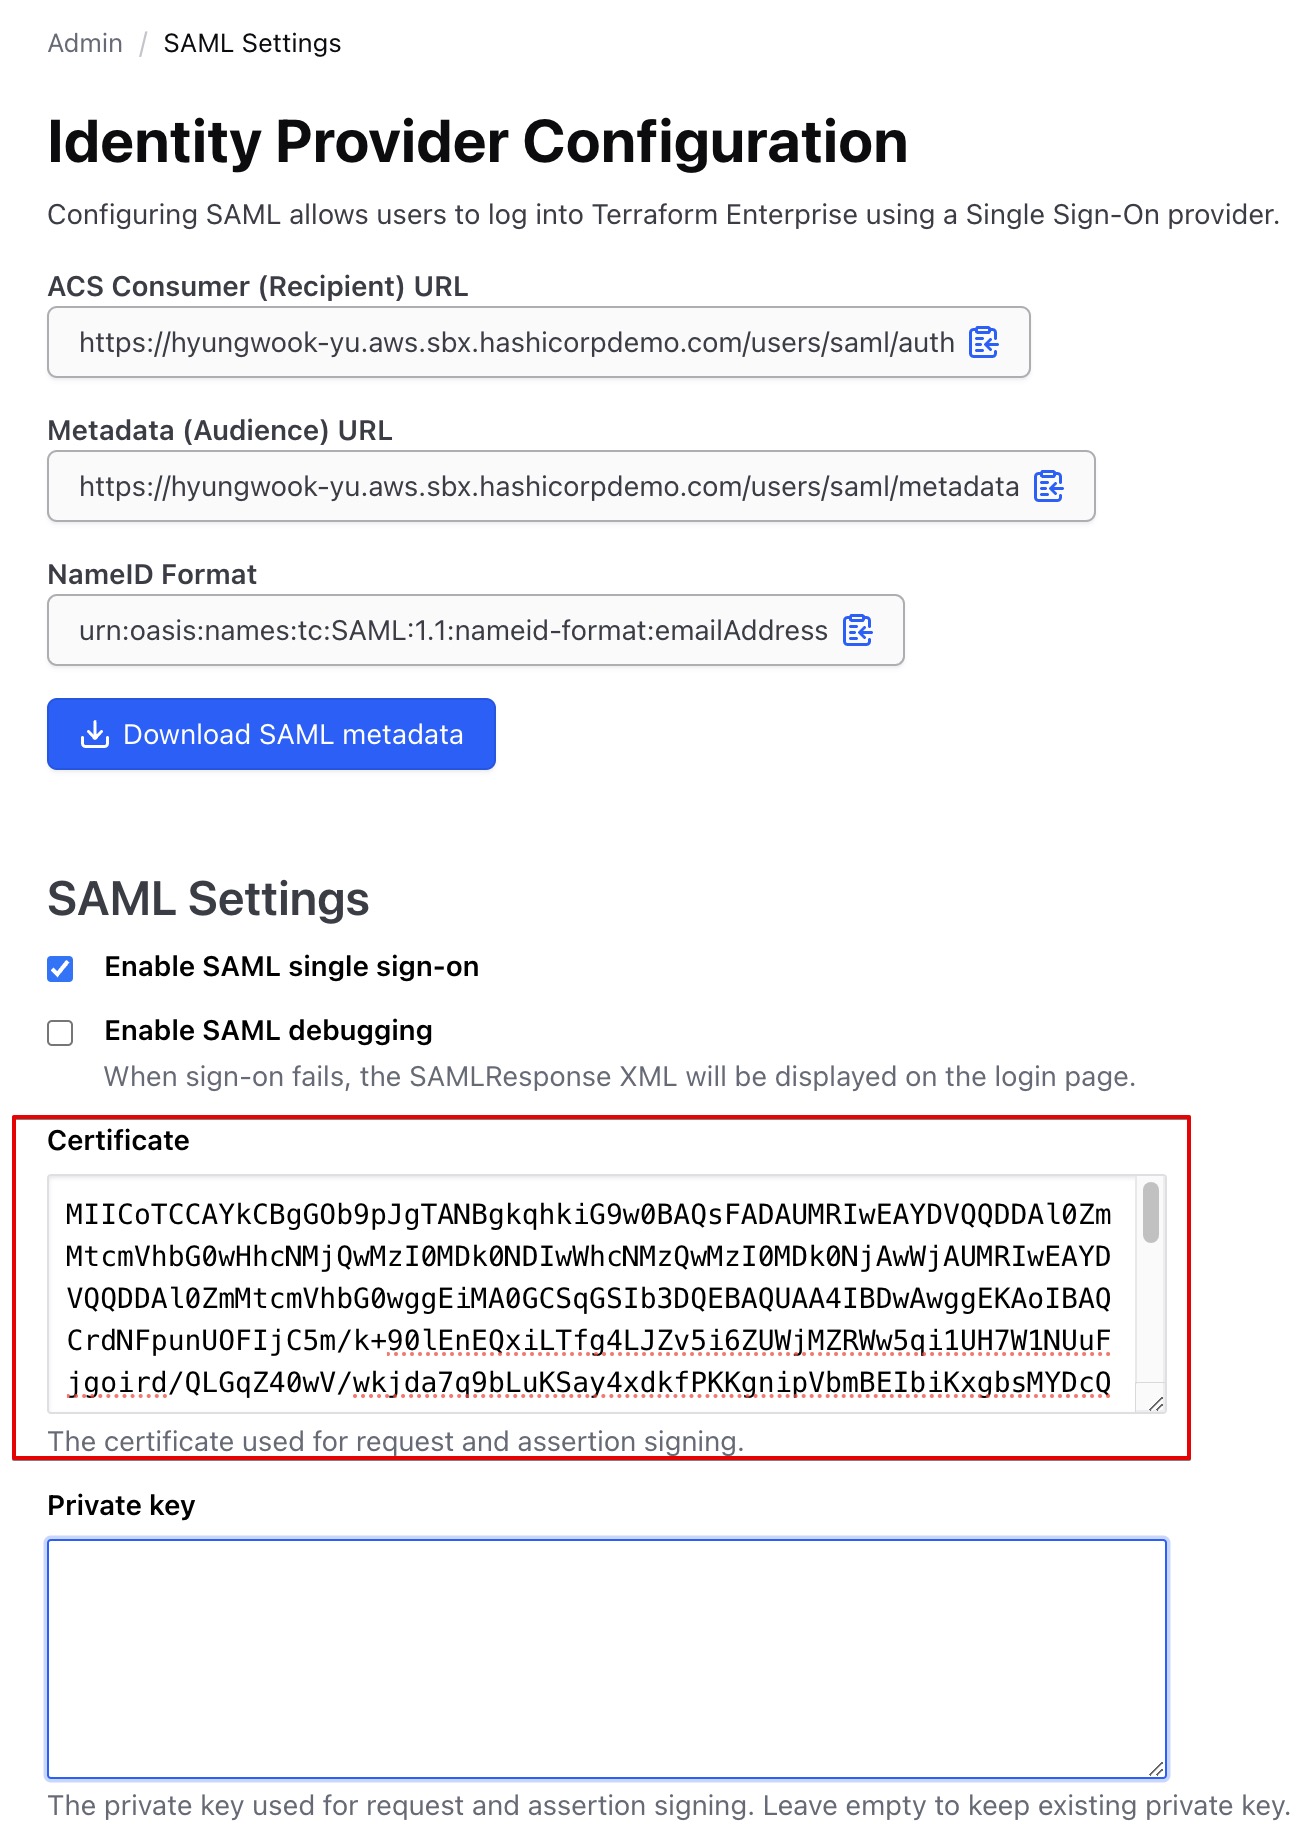 Admin / SAML Settings
Identity Provider Configuration
Configuring SAML allows users to log into Terraform Enterprise using a Single Sign-On provider.
ACS Consumer (Recipient) URL
https://hyungwook-yu.aws.sbx.hashicorpdemo.com/users/saml/auth
Metadata (Audience) URL
https://hyungwook-yu.aws.sbx.hashicorpdemo.com/users/saml/metadata
NameID Format
urn:oasis:names:tc:SAML:1.1:nameid-format:emailAddress
Download SAML metadata
SAML Settings
Enable SAML single sign-on
Enable SAML debugging
When sign-on fails, the SAMLResponse XML will be displayed on the login page.
Certificate
MIICoTCCAYkCBgGOb9pJgTANBgkqhkiG9w0BAQsFADAUMRIwEAYDVQQDDAl0Zm
MtcmVhbG0wHhcNMjQwMzI0MDk0NDIwWhcNMzQwMzI0MDk0NjAwWjAUMRIwEAYD
VQQDDAl0ZmMtcmVhbG0wggEiMA0GCSqGSIb3DQEBAQUAA4IBDwAwggEKAoIBAQ
CrdNFpunUOFIjC5m/k+90lEnEQxiLTfg4LJZv5i6ZUWjMZRWw5qi1UH7W1NUuF
jgoird/QLGqZ40wV/wkjda7q9bLuKSay4xdkfPKKgnipVbmBEIbiKxgbsMYDcQ
The certificate used for request and assertion signing.
Private key
The private key used for request and assertion signing. Leave empty to keep existing private key.